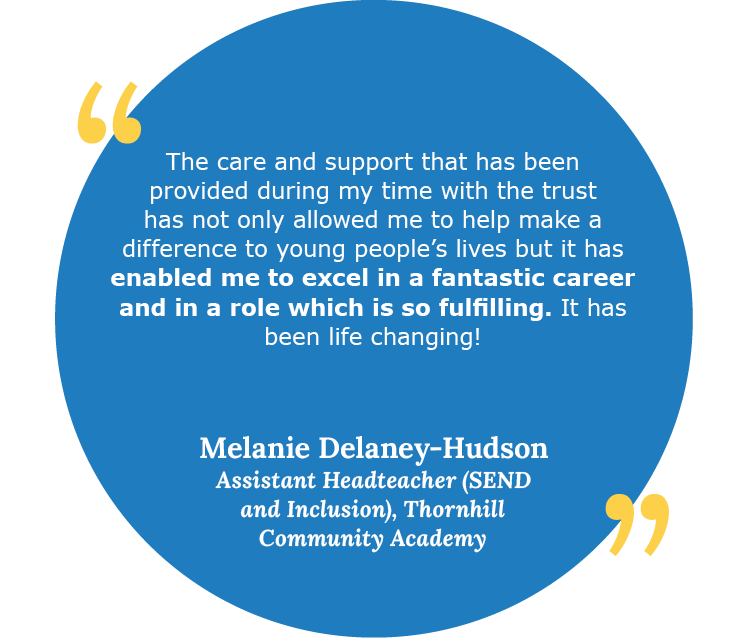 “
The care and support that has been
provided during my time with the trust
has not only allowed me to help make a
difference to young people’s lives but it has
enabled me to excel in a fantastic career
and in a role which is so fulfilling. It has
been life changing!
Melanie Delaney-Hudson
Assistant Headteacher (SEND
and Inclusion), Thornhill
Community Academy
”